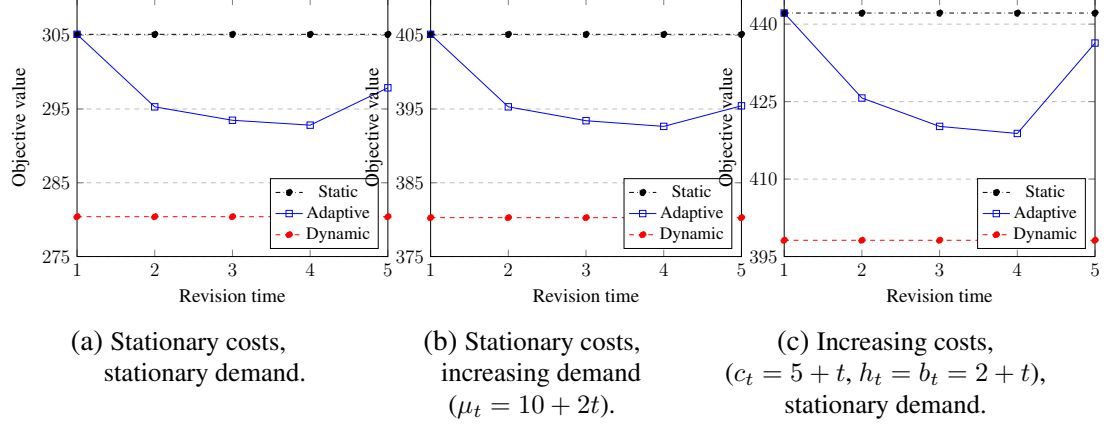 305
295
285
275
Objective value
1
2
3
4
5
Revision time
Static
Adaptive
Dynamic
(a) Stationary costs,
stationary demand.
405
395
385
375
Objective value
1
2
3
4
5
Revision time
Static
Adaptive
Dynamic
(b) Stationary costs,
increasing demand
(μ_t = 10 + 2t).
440
425
410
395
Objective value
1
2
3
4
5
Revision time
Static
Adaptive
Dynamic
(c) Increasing costs,
(c_t = 5 + t, h_t = b_t = 2 + t),
stationary demand.